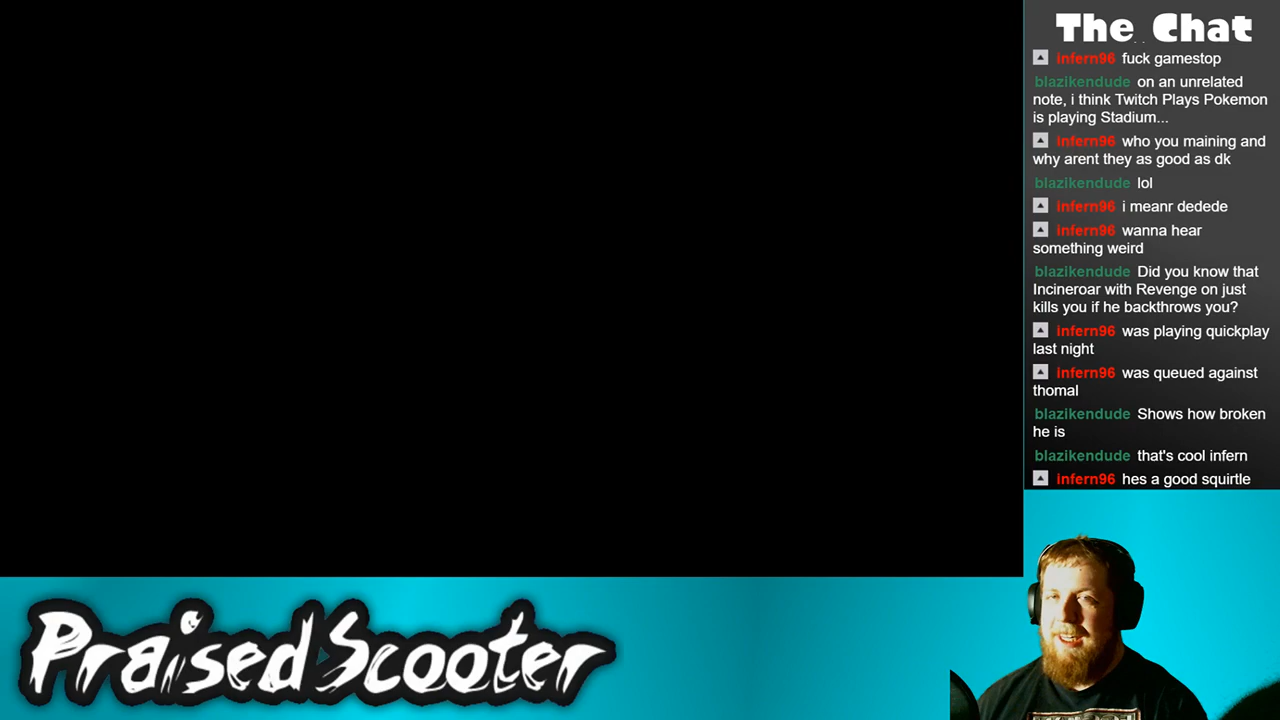 The Chat
infern96 fuck gamestop
blazikendude on an unrelated
note, i think Twitch Plays Pokemon
is playing Stadium...
infern96 who you maining and
why arent they as good as dk
blazikendude lol
infern96 i meanr dedede
infern96 wanna hear
something weird
blazikendude Did you know that
Incineroar with Revenge on just
kills you if he backthrows you?
infern96 was playing quickplay
last night
infern96 was queued against
thomal
blazikendude Shows how broken
he is
blazikendude that's cool infern
infern96 hes a good squirtle
PraisedScooter